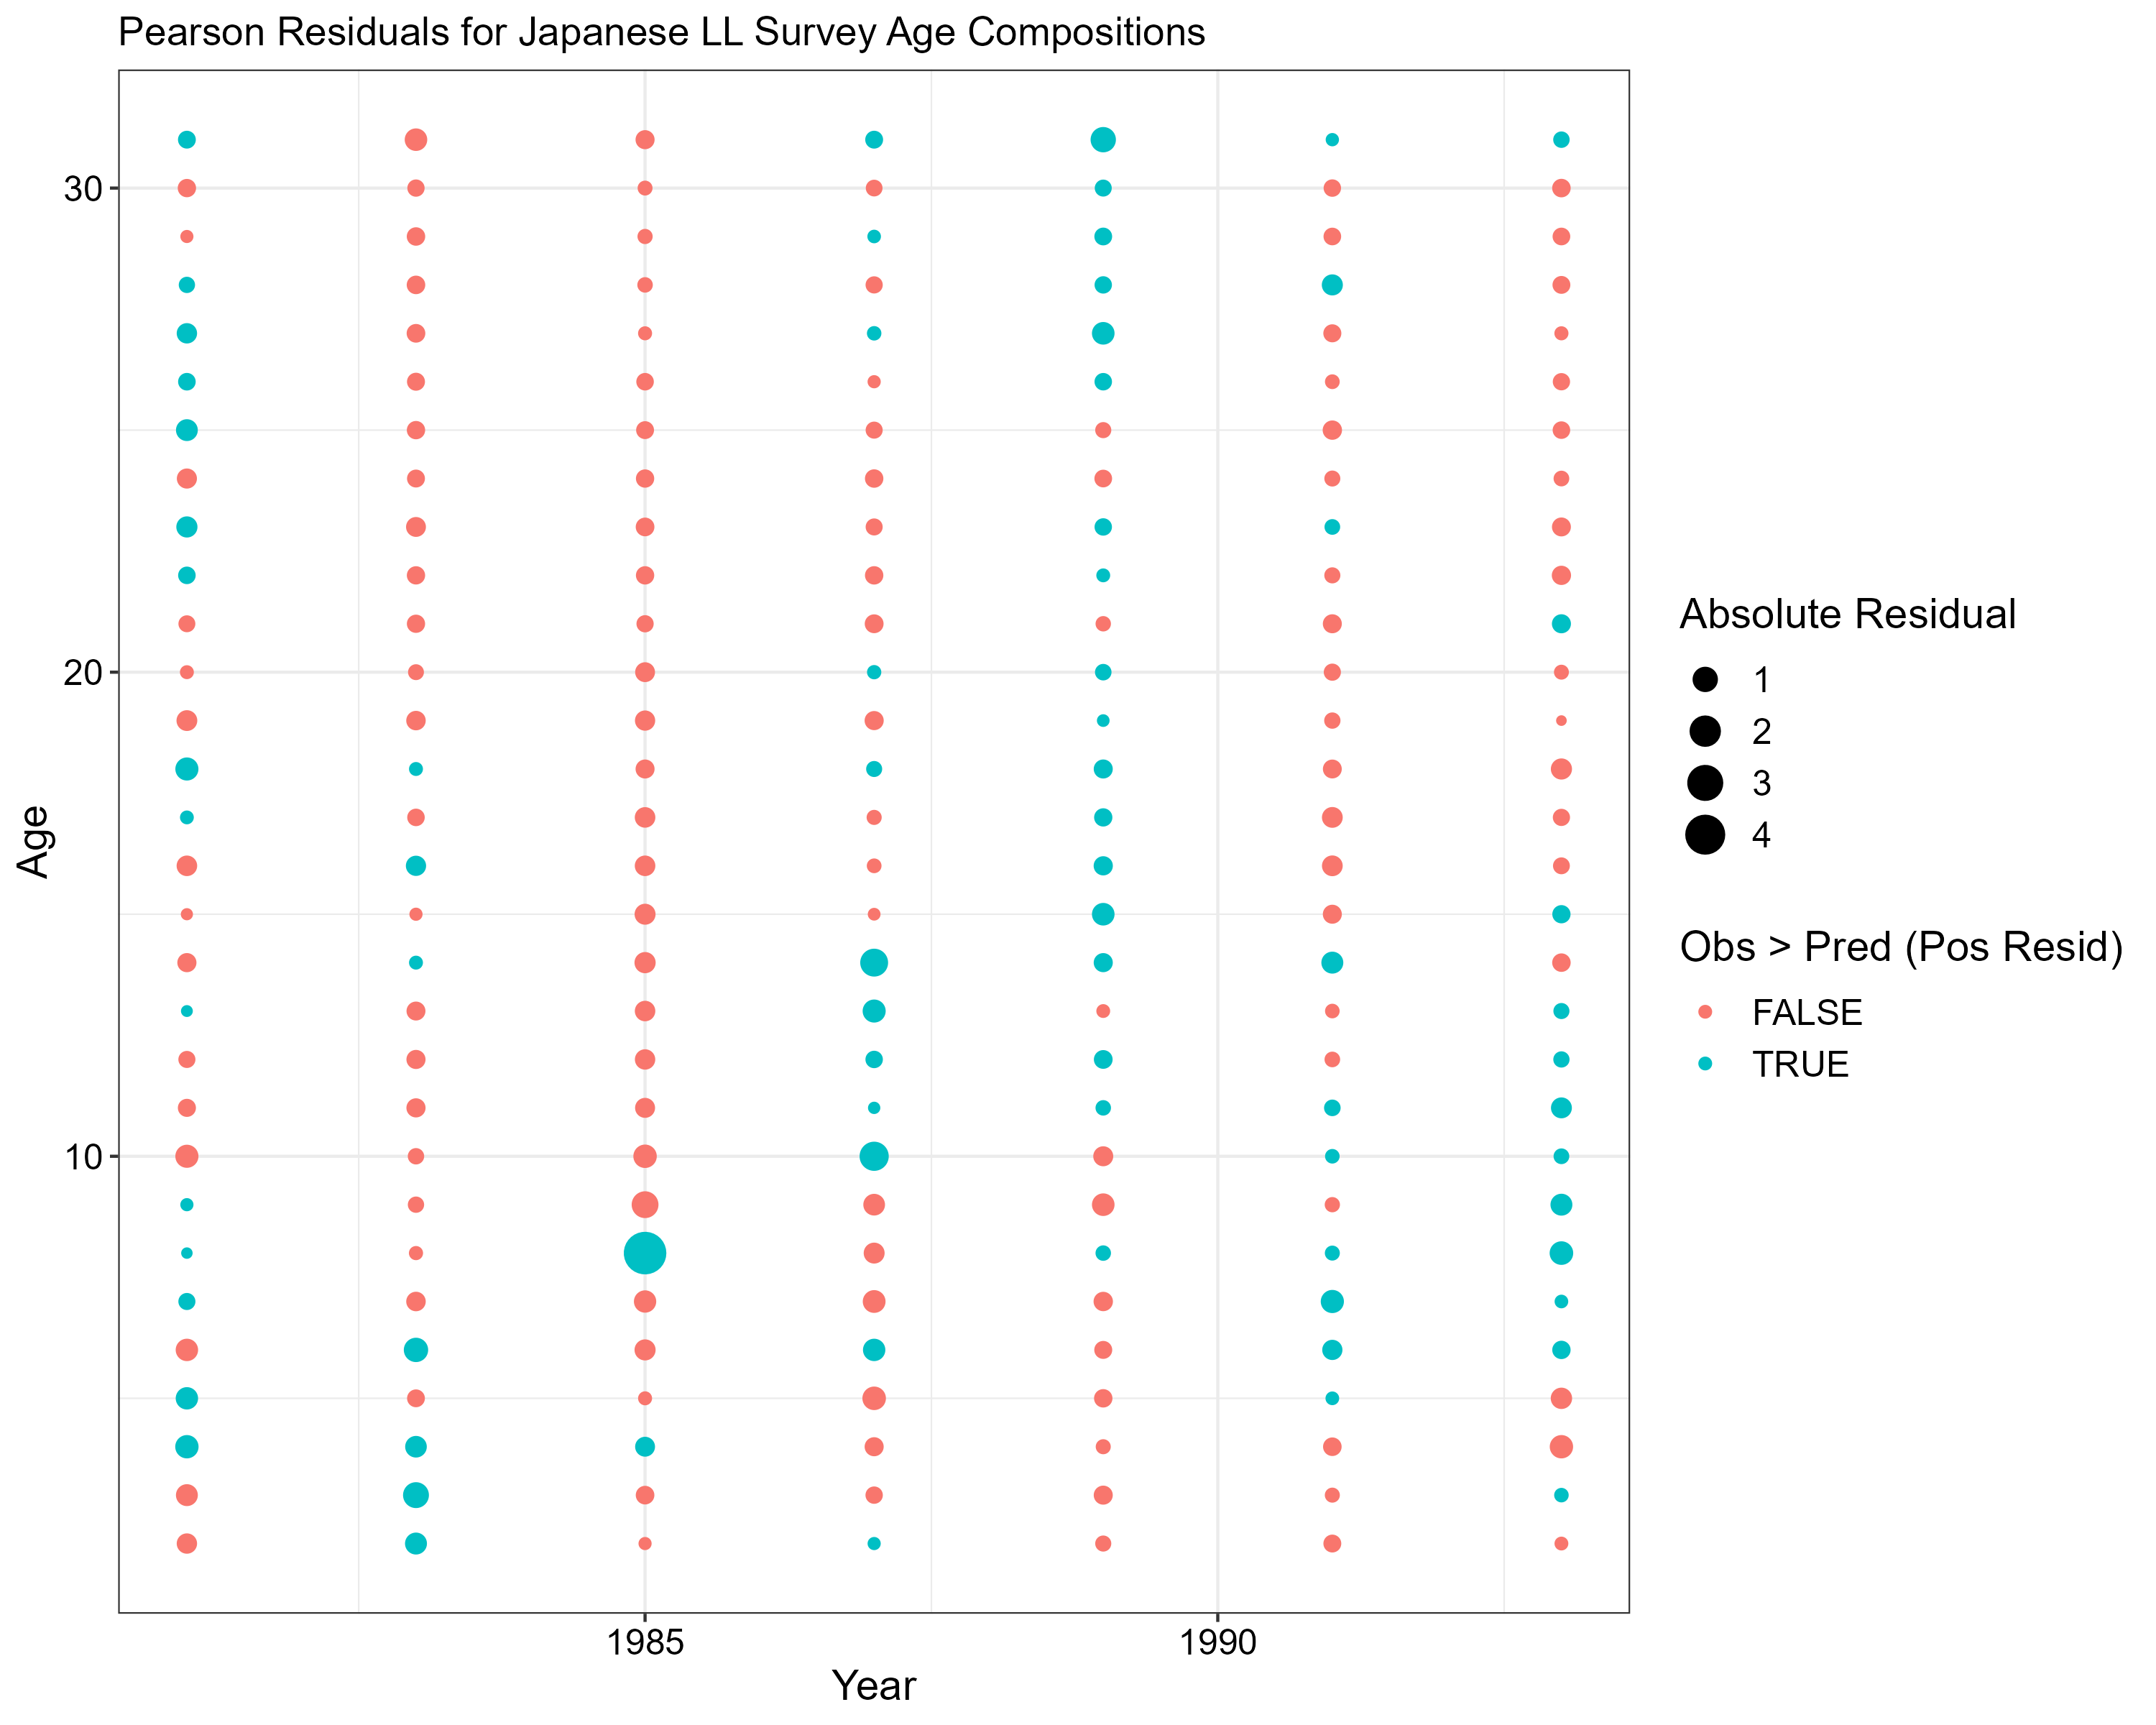 Pearson Residuals for Japanese LL Survey Age Compositions
30
20
10
Age
1985
1990
Year
Absolute Residual
1
2
3
4
Obs > Pred (Pos Resid)
FALSE
TRUE